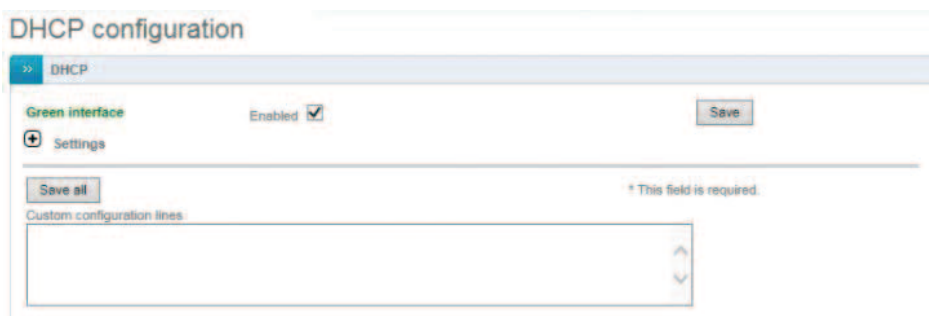 DHCP configuration
>> DHCP
Green interface Enabled Save
Settings
Save all * This field is required.
Custom configuration lines